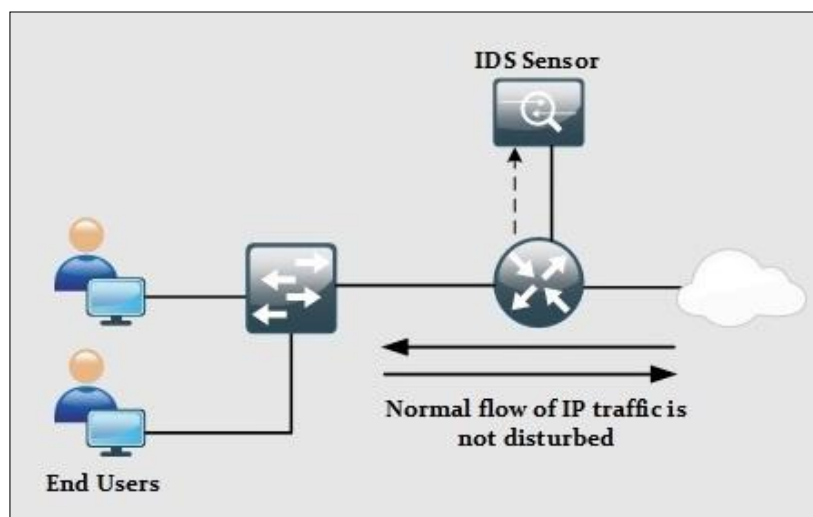 IDS Sensor
Normal flow of IP traffic is
not disturbed
End Users